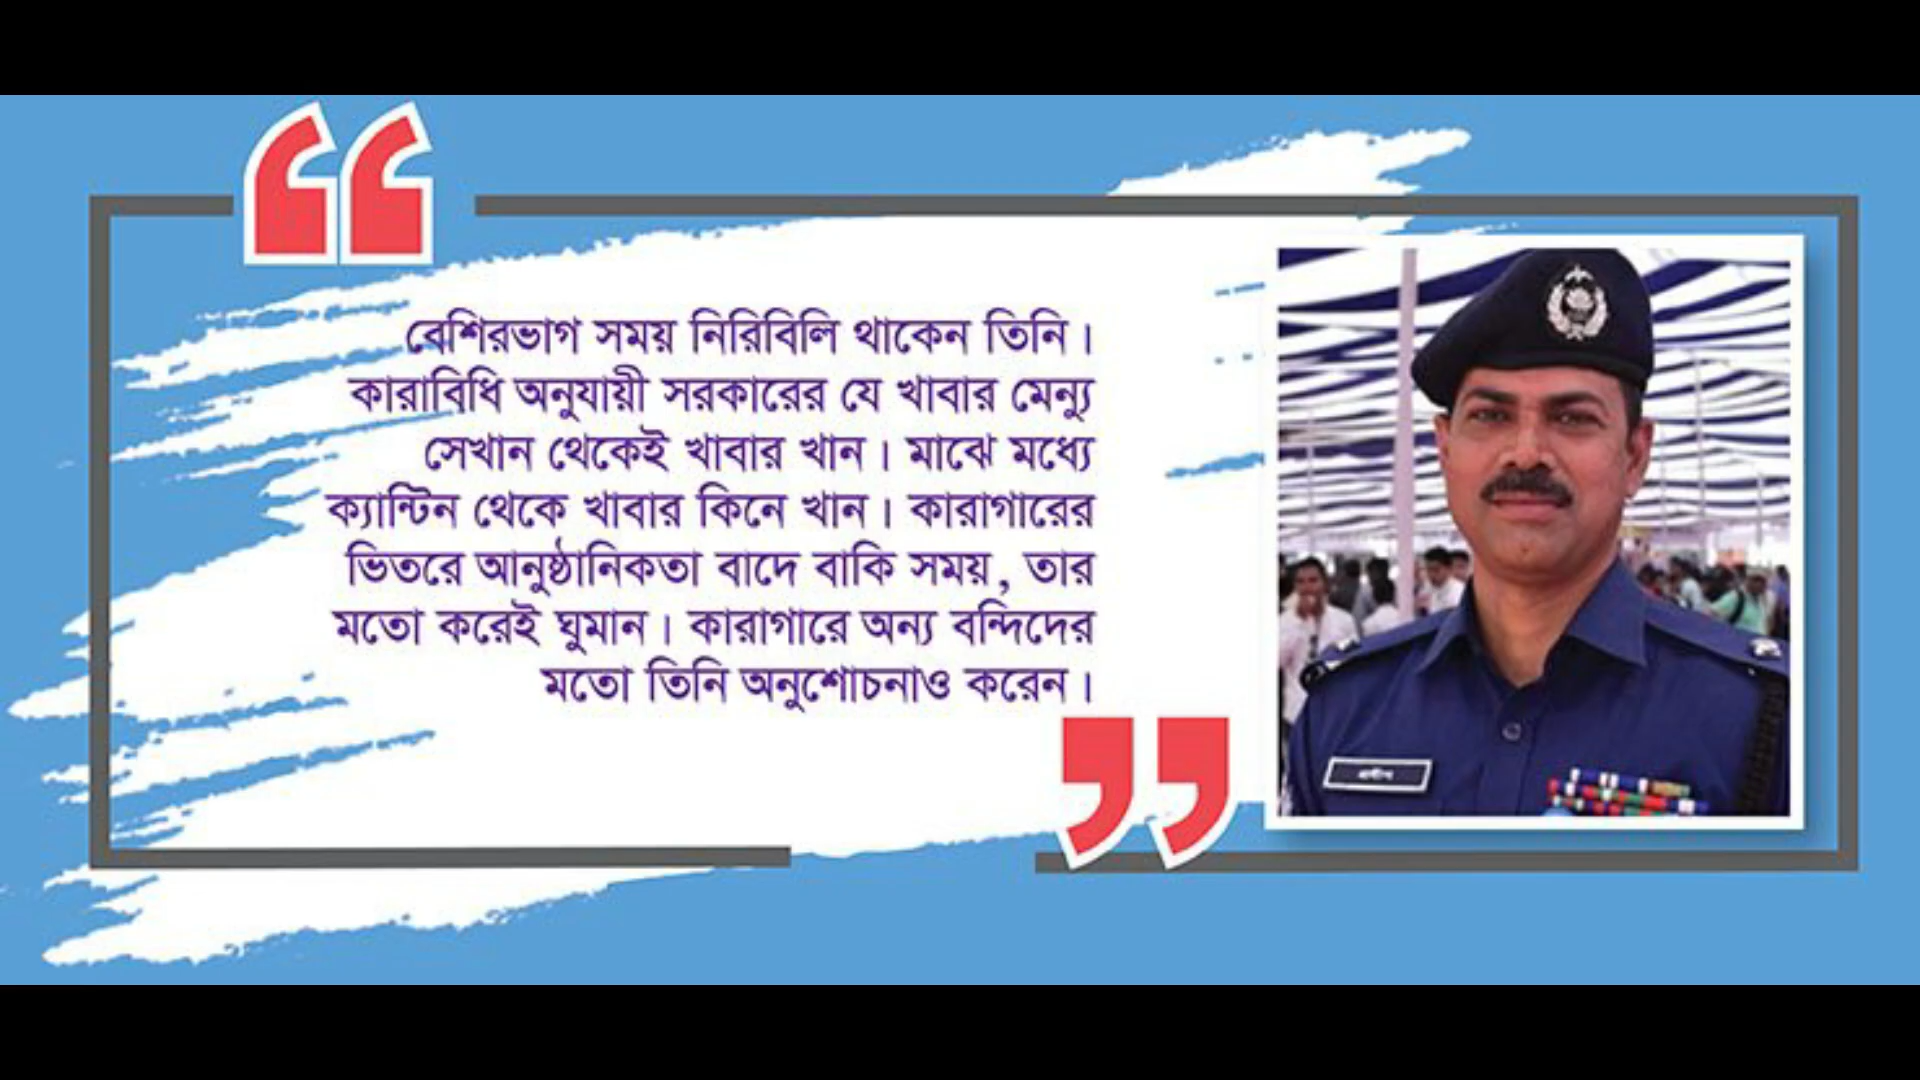 বেশিরভাগ সময় নিরিবিলি থাকেন তিনি।
কারাবিধি অনুযায়ী সরকারের যে খাবার মেন্যু
সেখান থেকেই খাবার খান। মাঝে মধ্যে
ক্যান্টিন থেকে খাবার কিনে খান। কারাগারের
ভিতরে আনুষ্ঠানিকতা বাদে বাকি সময়, তার
মতো করেই ঘুমান। কারাগারে অন্য বন্দিদের
মতো তিনি অনুশোচনাও করেন।